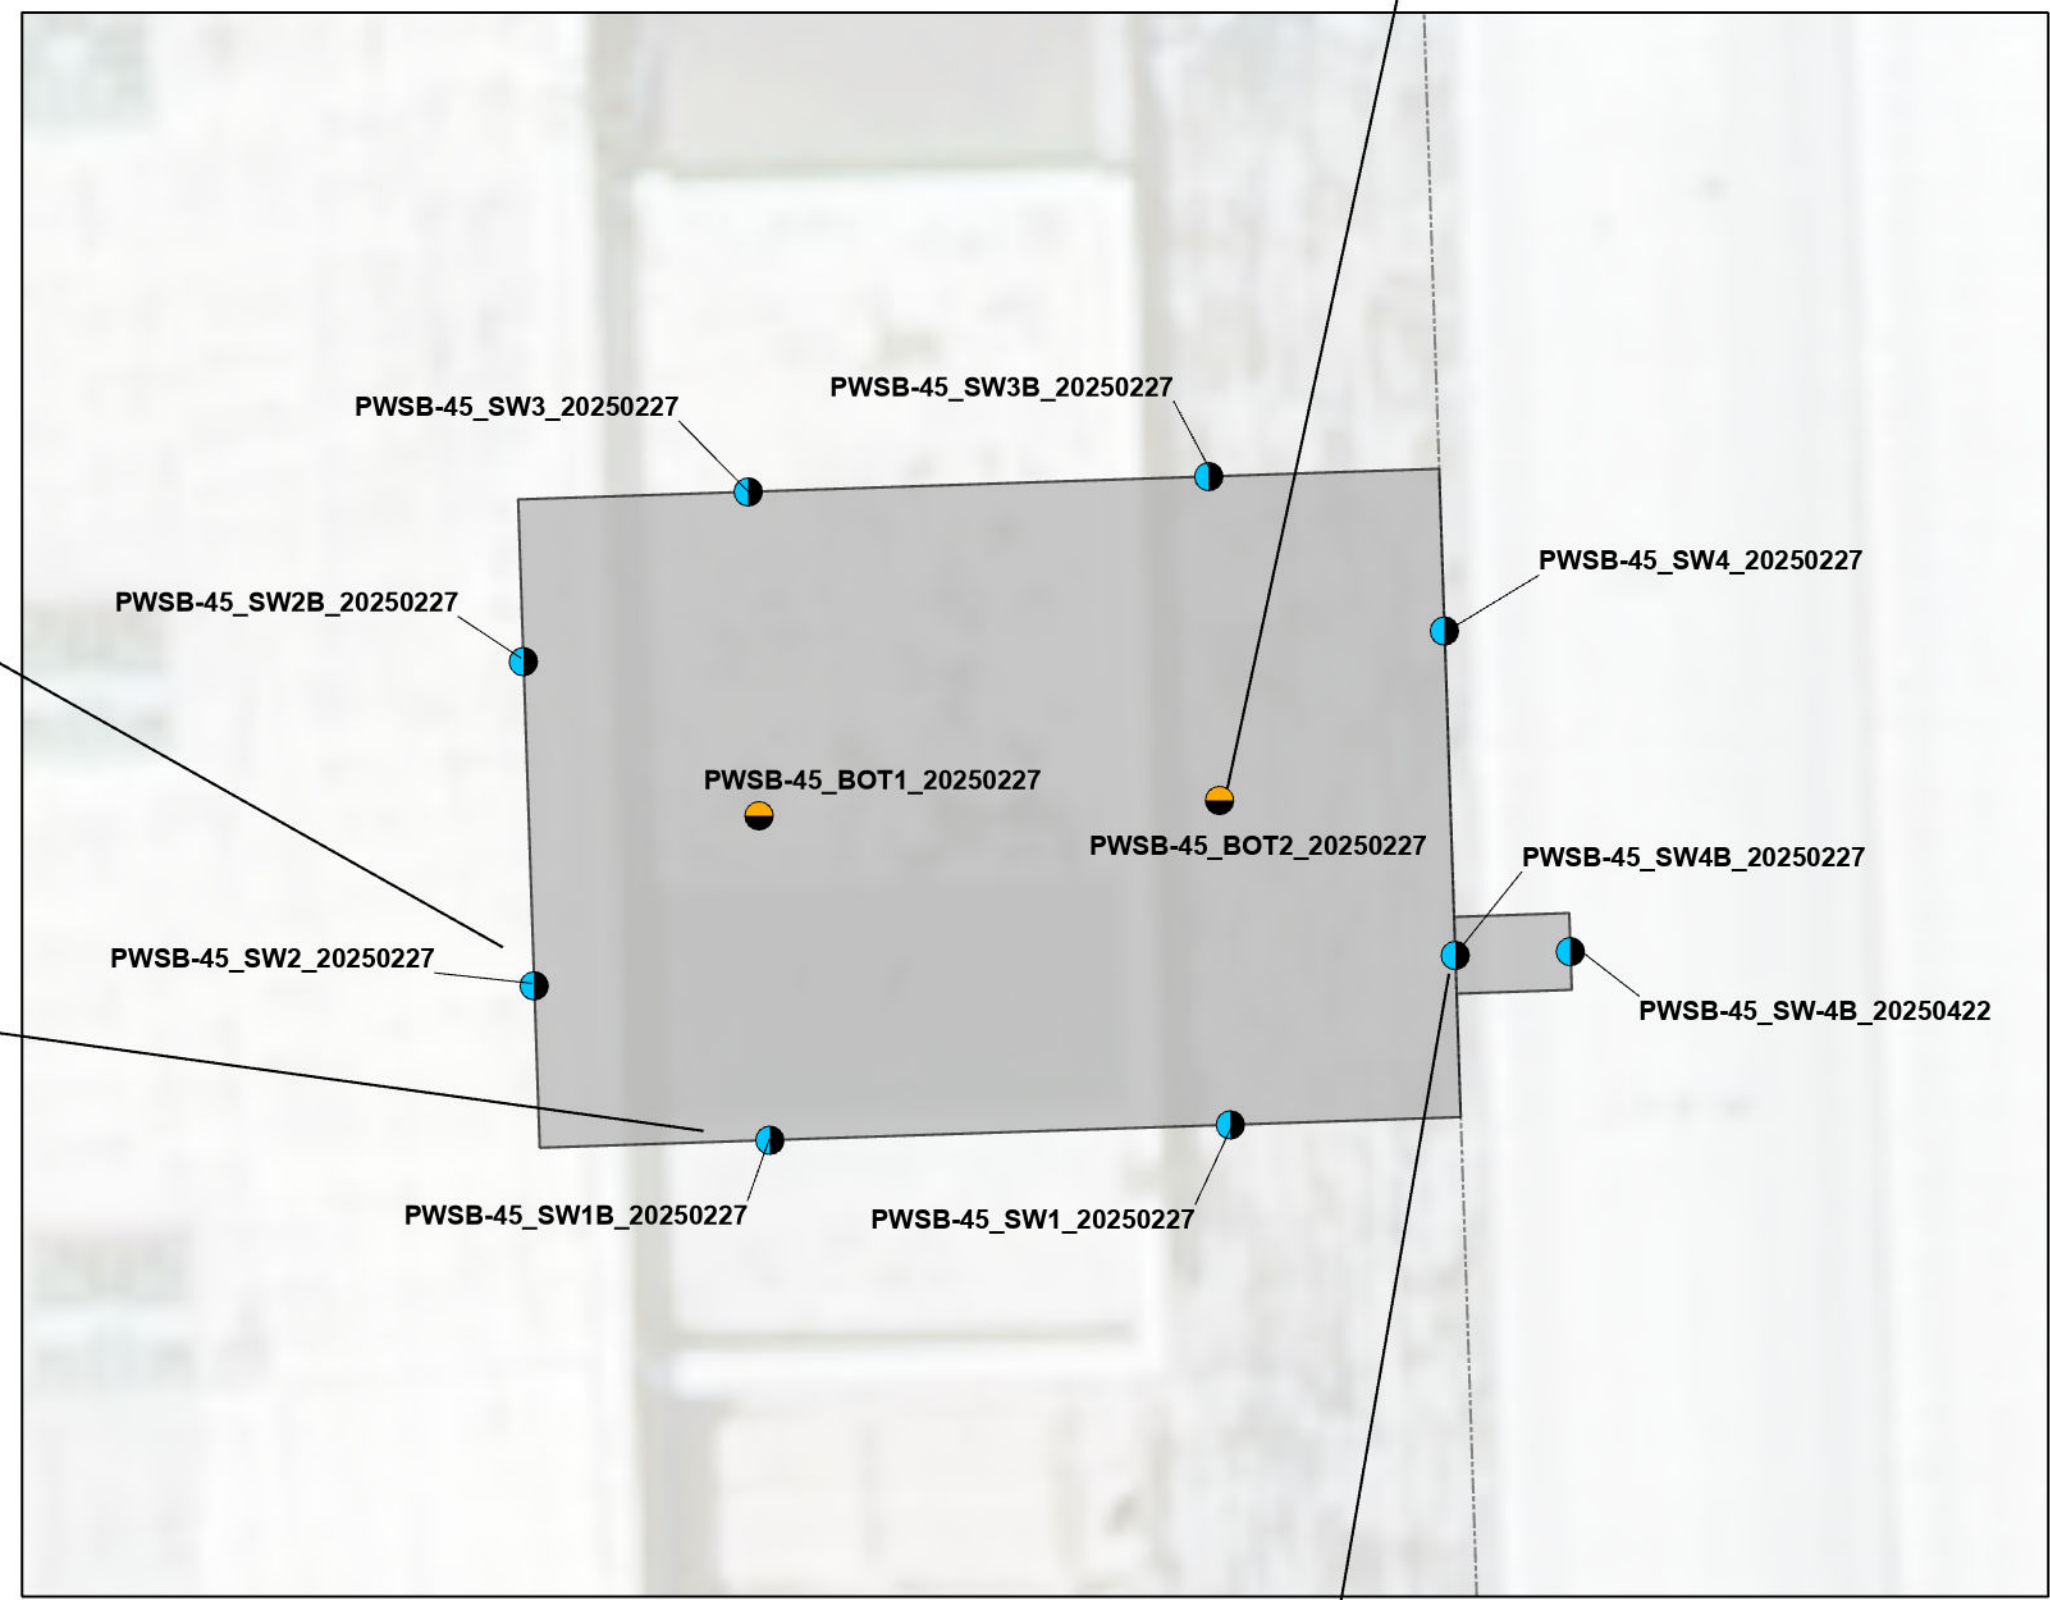 PWSB-45_SW3B_20250227
PWSB-45_SW3_20250227
PWSB-45_SW4_20250227
PWSB-45_SW2B_20250227
PWSB-45_BOT1_20250227
PWSB-45_BOT2_20250227
PWSB-45_SW4B_20250227
PWSB-45_SW2_20250227
PWSB-45_SW-4B_20250422
PWSB-45_SW1B_20250227
PWSB-45_SW1_20250227